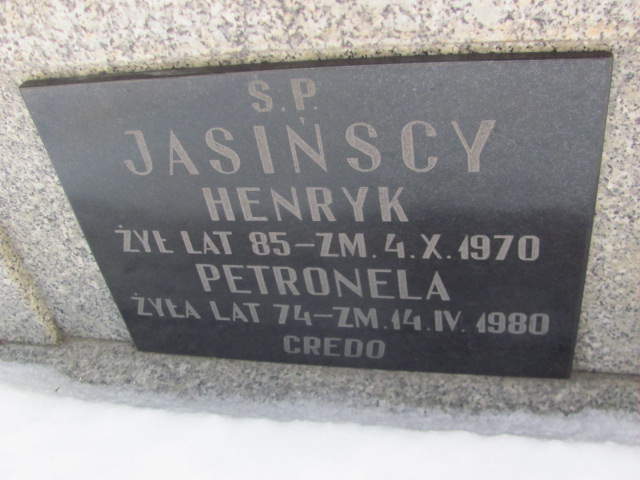 Ś.P.
JASIŃSCY
HENRYK
ŻYŁ LAT 85-ZM. 4.X.1970
PETRONELA
ŻYŁA LAT 74-ZM.14.IV.1980
CREDO